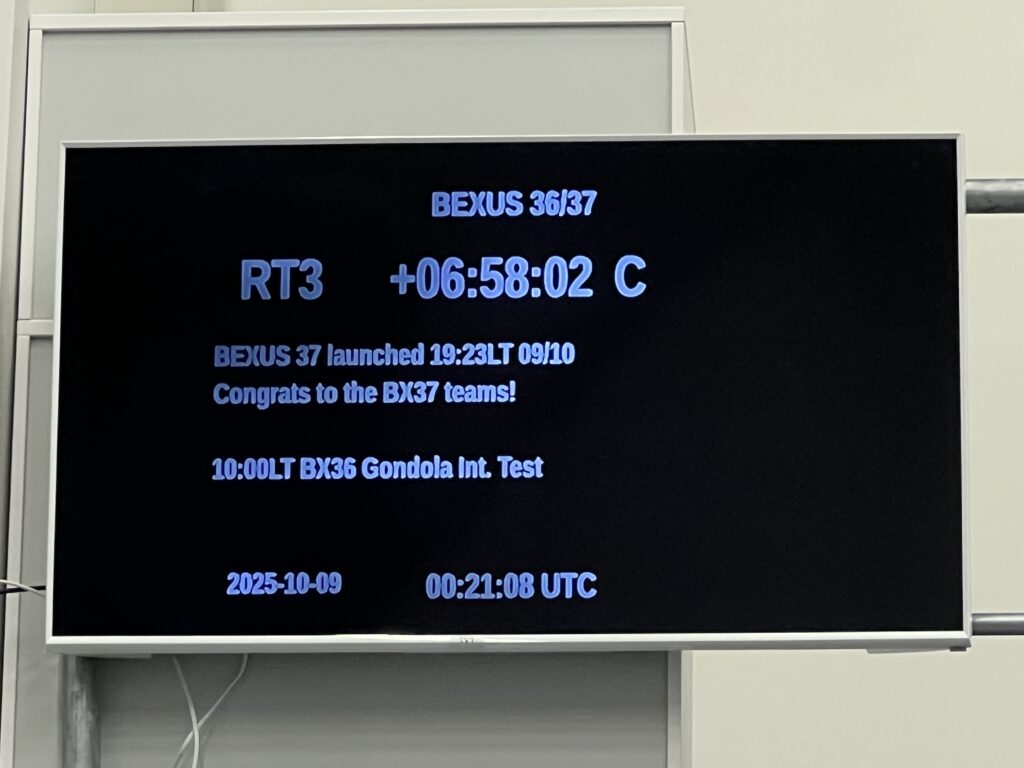 BEXUS 36/37
RT3 +06:58:02 C
BEXUS 37 launched 19:23LT 09/10
Congrats to the BX37 teams!
10:00LT BX36 Gondola Int. Test
2025-10-09 00:21:08 UTC